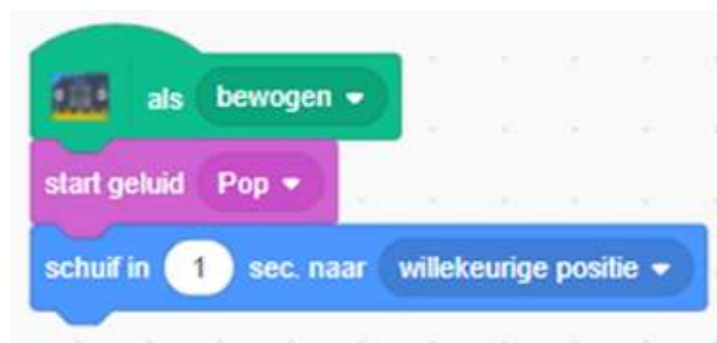 als bewogen
start geluid Pop
schuif in 1 sec. naar willekeurige positie